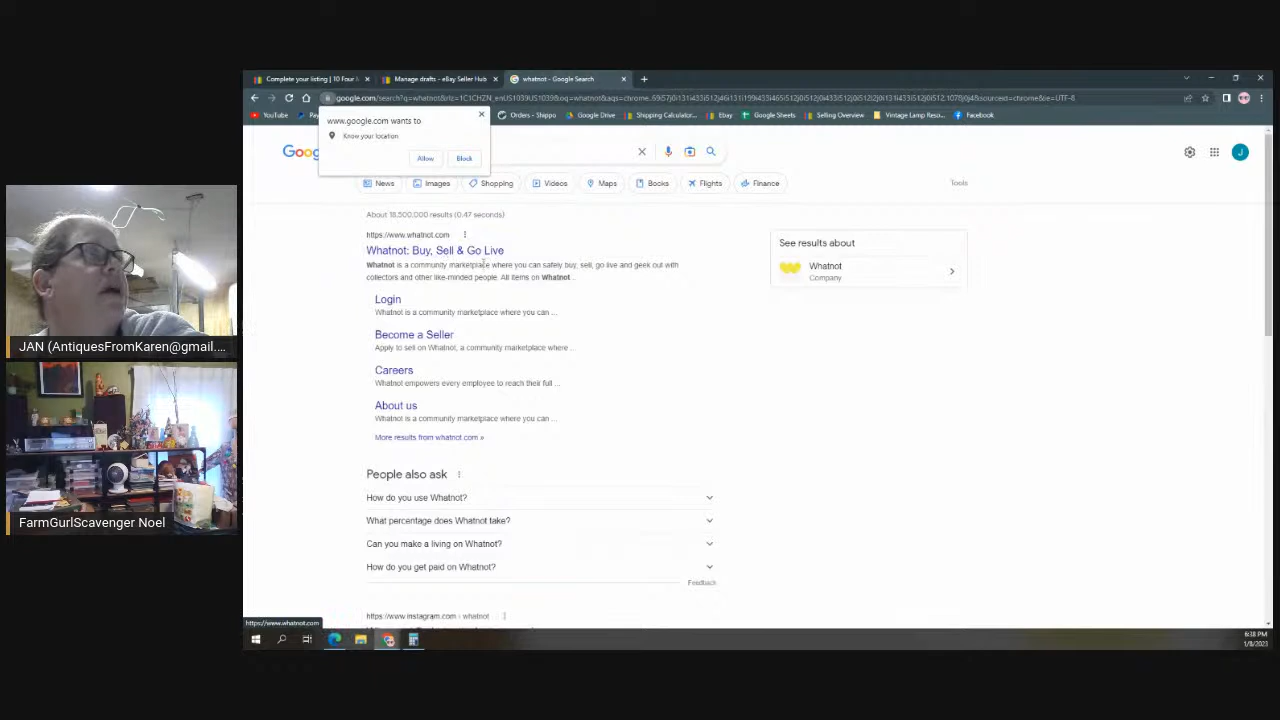 Complete your listing | 10 Four
Manage drafts - eBay Seller Hub
whatnot - Google Search
YouTube
Orders - Shippo
Google Drive
Shipping Calculator...
Ebay
Google Sheets
Selling Overview
Vintage Lamp Reso...
Facebook
www.google.com wants to
Know your location
Allow
Block
News
Images
Shopping
Videos
Maps
Books
Flights
Finance
Tools
J
About 18,500,000 results (0.47 seconds)
https://www.whatnot.com
Whatnot: Buy, Sell & Go Live
Whatnot is a community marketplace where you can safely buy, sell, go live and geek out with
collectors and other like-minded people. All items on Whatnot...
Login
Whatnot is a community marketplace where you can ...
Become a Seller
Apply to sell on Whatnot, a community marketplace where ...
Careers
Whatnot empowers every employee to reach their full ...
About us
Whatnot is a community marketplace where you can ...
More results from whatnot.com »
See results about
Whatnot
Company
People also ask
How do you use Whatnot?
What percentage does Whatnot take?
Can you make a living on Whatnot?
How do you get paid on Whatnot?
Feedback
https://www.instagram.com › whatnot
https://www.whatnot.com
6:38 PM
1/8/2023
JAN (AntiquesFromKaren@gmail....
FarmGurlScavenger Noel